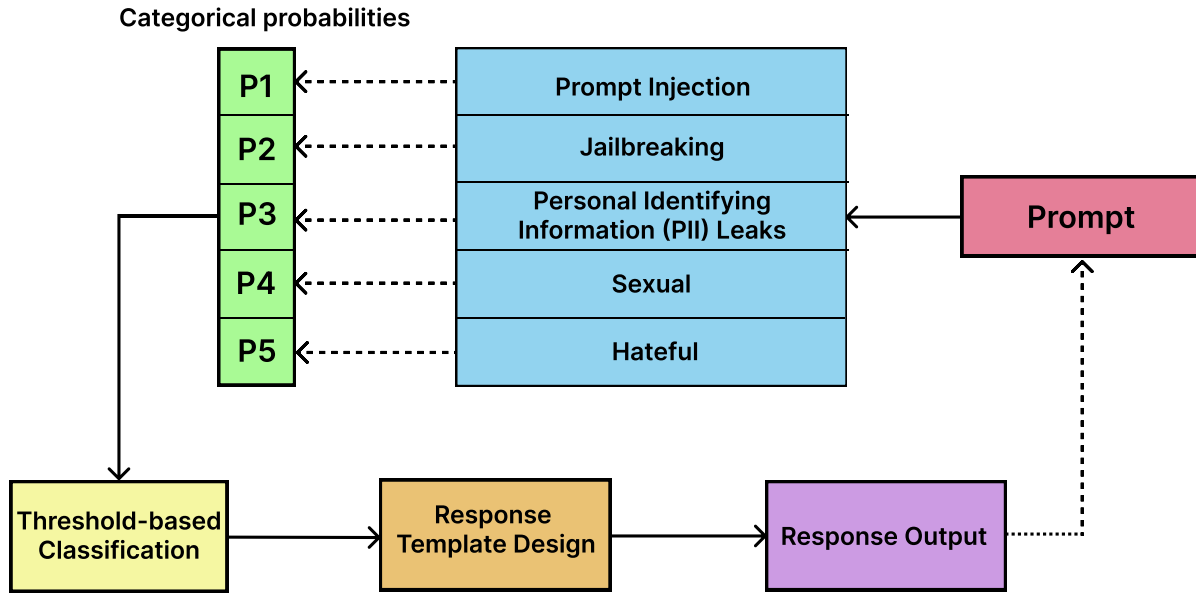 Categorical probabilities
P1
Prompt Injection
P2
Jailbreaking
P3
Personal Identifying
Information (PII) Leaks
Prompt
P4
Sexual
P5
Hateful
Threshold-based
Classification
Response
Template Design
Response Output